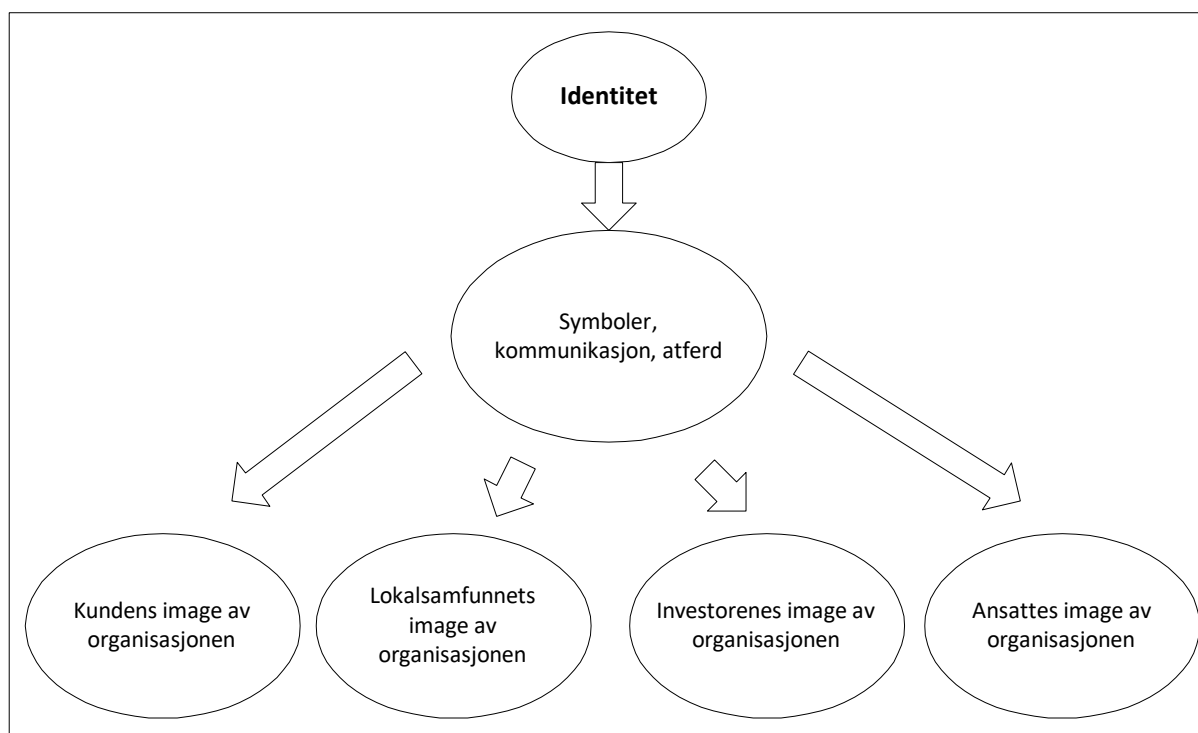 Identitet
Symboler,
kommunikasjon, atferd
Kundens image av
organisasjonen
Lokalsamfunnets
image av
organisasjonen
Investorenes image av
organisasjonen
Ansattes image av
organisasjonen